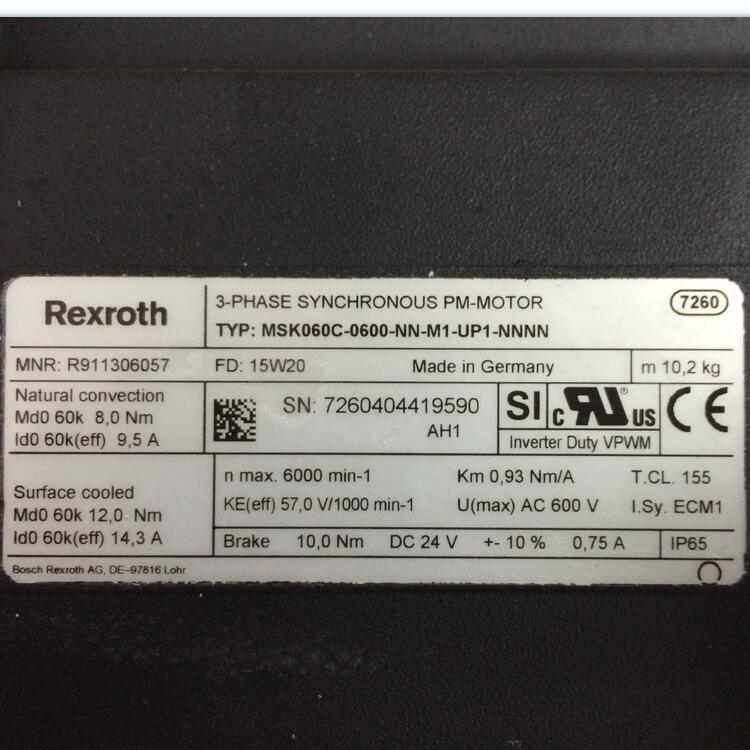 Rexroth
3-PHASE SYNCHRONOUS PM-MOTOR
7260
TYP: MSK060C-0600-NN-M1-UP1-NNNN
MNR: R911306057
FD: 15W20
Made in Germany
m 10,2 kg
Natural convection
Md0 60k 8,0 Nm
Id0 60k(eff) 9,5 A
SN: 7260404419590
AH1
SI
c RU® US
Inverter Duty VPWM
CE
Surface cooled
Md0 60k 12,0 Nm
Id0 60k(eff) 14,3 A
n max. 6000 min-1
Km 0,93 Nm/A
T.CL. 155
KE(eff) 57,0 V/1000 min-1
U(max) AC 600 V
I.Sy. ECM1
Brake 10,0 Nm DC 24 V +- 10 % 0,75 A
IP65
Bosch Rexroth AG, DE-97816 Lohr